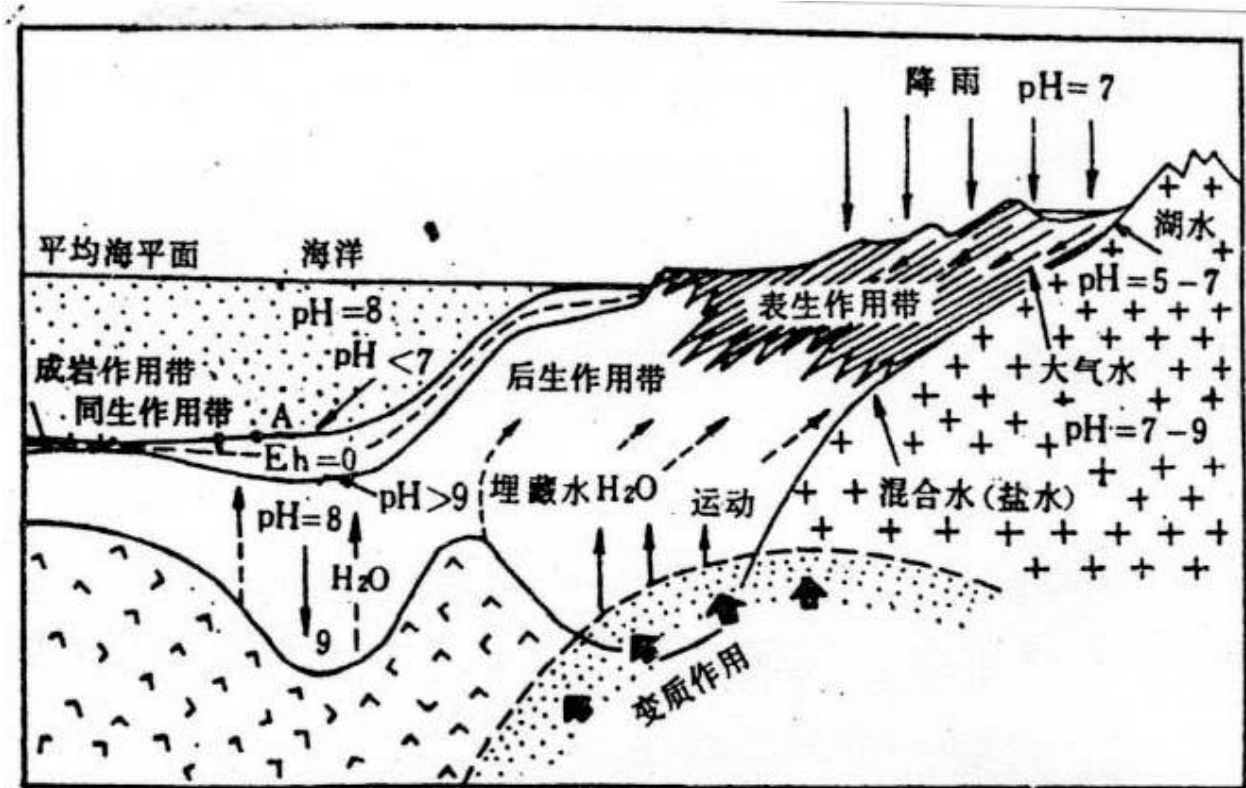 降雨 pH=7
湖水
平均海平面 海洋
pH=8
pH=5-7
表生作用带
pH<7
成岩作用带
后生作用带
大气水
同生作用带
A
pH=7-9
Eh=0
埋藏水H₂O
pH>9
运动
混合水(盐水)
pH=8
H₂O
9
变质作用